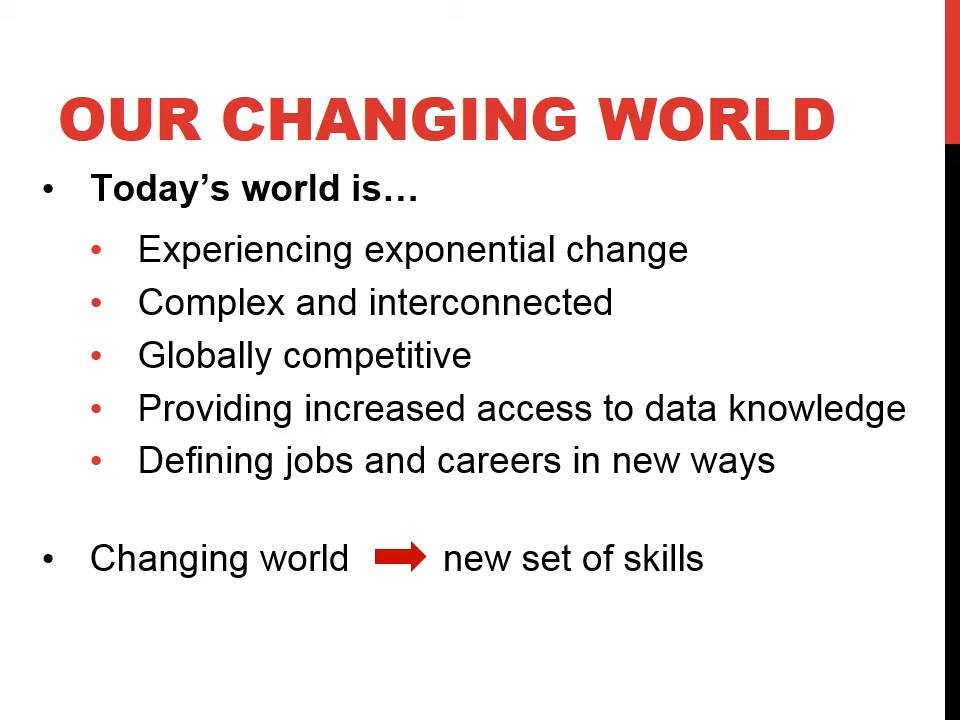 OUR CHANGING WORLD
• Today’s world is…
• Experiencing exponential change
• Complex and interconnected
• Globally competitive
• Providing increased access to data knowledge
• Defining jobs and careers in new ways
• Changing world new set of skills